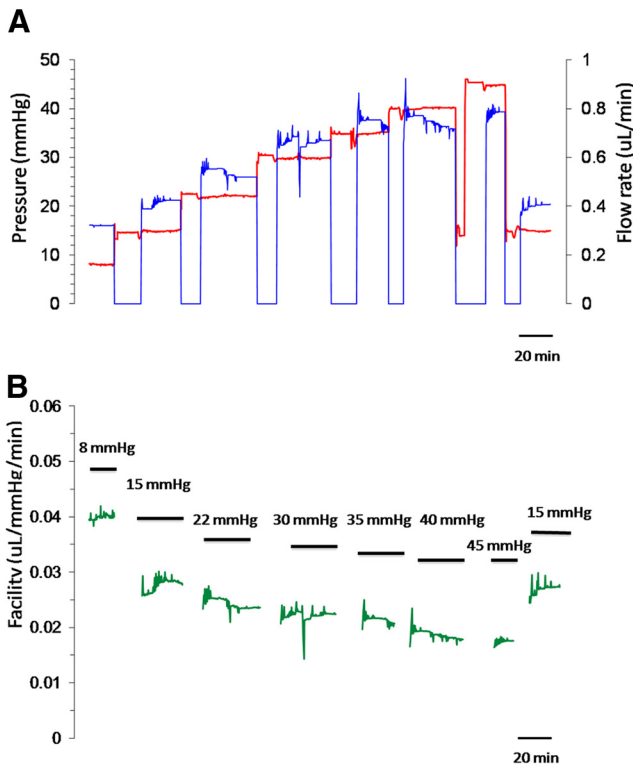 A
Pressure (mmHg)
50
40
30
20
10
0
1
0.8
0.6
0.4
0.2
0
Flow rate (uL/min)
20 min
B
Facility (uL/mmHg/min)
0.06
0.05
0.04
0.03
0.02
0.01
0
8 mmHg
15 mmHg
22 mmHg
30 mmHg
35 mmHg
40 mmHg
45 mmHg
15 mmHg
20 min